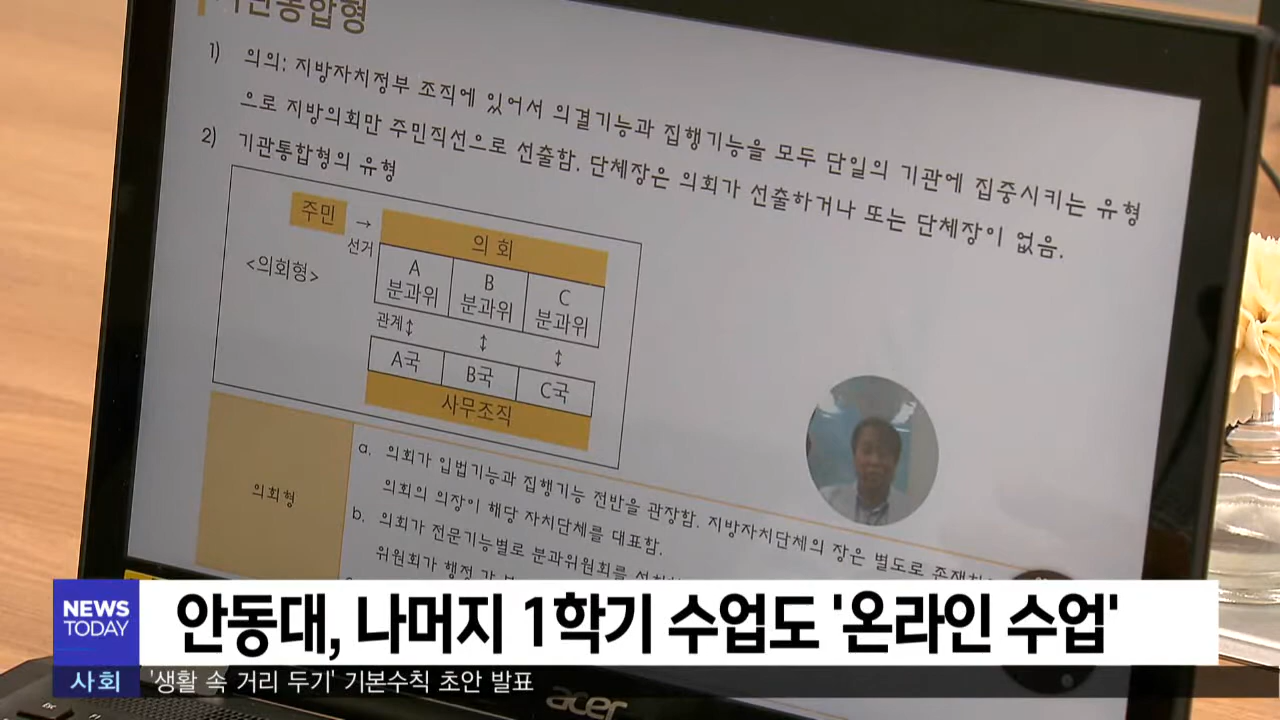 기관통합형
1) 의의: 지방자치정부 조직에 있어서 의결기능과 집행기능을 모두 단일의 기관에 집중시키는 유형
으로 지방의회만 주민직선으로 선출함. 단체장은 의회가 선출하거나 또는 단체장이 없음.
2) 기관통합형의 유형
주민 → 의 회
선거
<의회형>
A B C
분과위 분과위 분과위
관계↕ ↕ ↕
A국 B국 C국
사무조직
의회형
a. 의회가 입법기능과 집행기능 전반을 관장함. 지방자치단체의 장은 별도로
의회의 의장이 해당 자치단체를 대표함.
b. 의회가 전문기능별로 분과위원회를
위원회가 행정 각
NEWS
TODAY
안동대, 나머지 1학기 수업도 '온라인 수업'
사회 '생활 속 거리 두기' 기본수칙 초안 발표
acer
Esc
F1